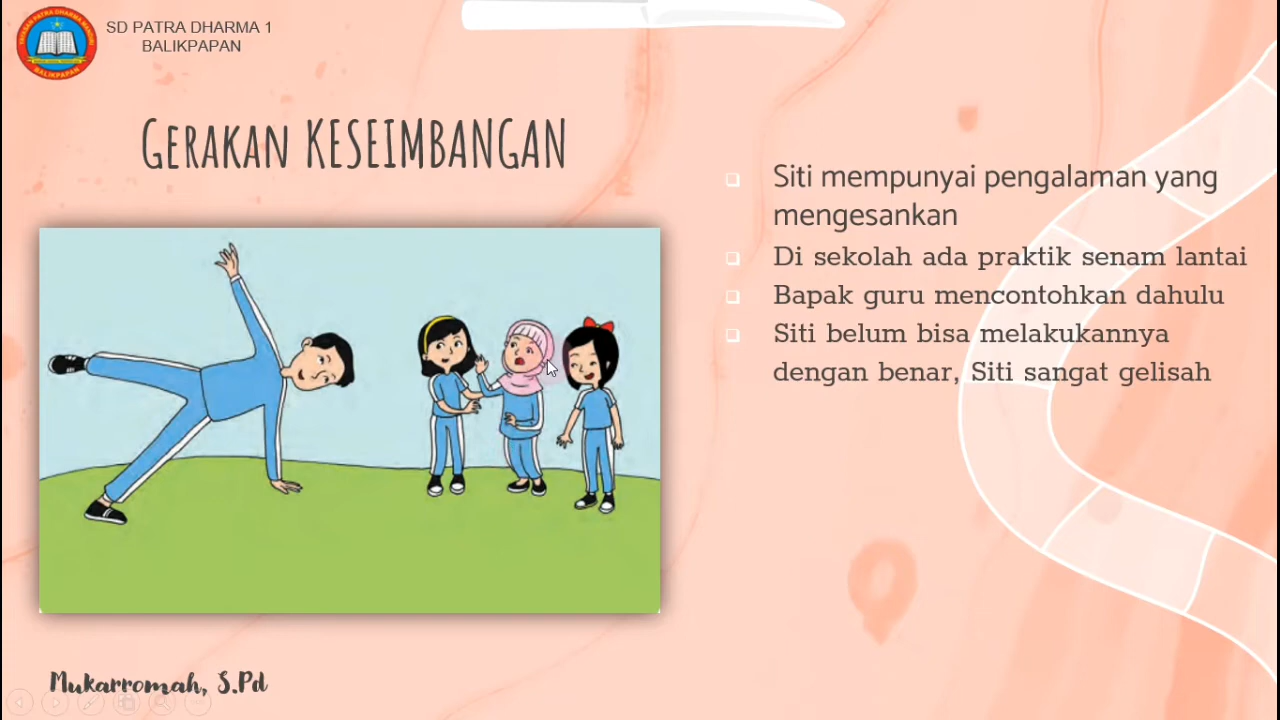 SD PATRA DHARMA 1
BALIKPAPAN
BALIKPAPAN
Gerakan KESEIMBANGAN
Siti mempunyai pengalaman yang
mengesankan
Di sekolah ada praktik senam lantai
Bapak guru mencontohkan dahulu
Siti belum bisa melakukannya
dengan benar, Siti sangat gelisah
Mukarromah, S.Pd